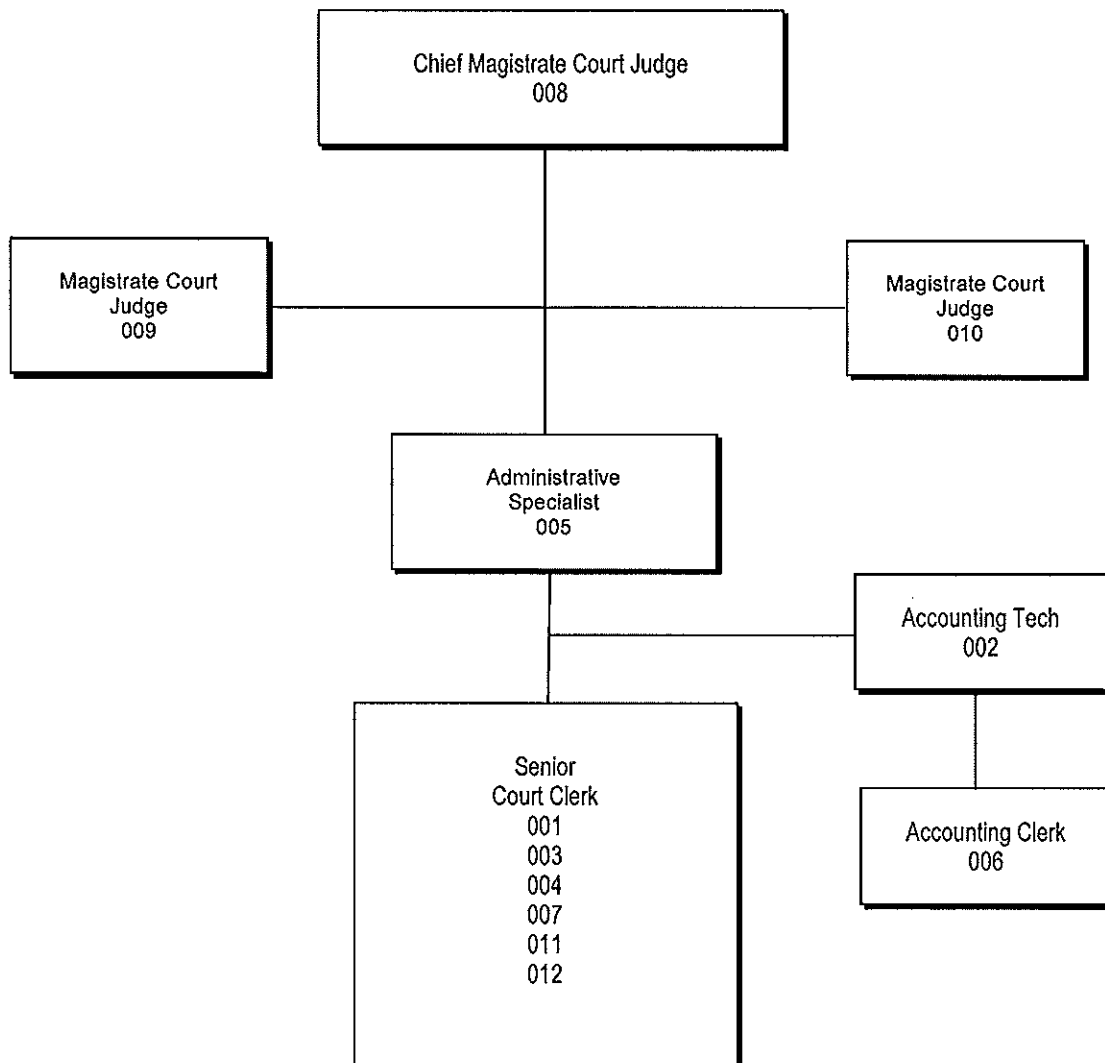 Chief Magistrate Court Judge
008
Magistrate Court
Judge
009
Magistrate Court
Judge
010
Administrative
Specialist
005
Accounting Tech
002
Senior
Court Clerk
001
003
004
007
011
012
Accounting Clerk
006